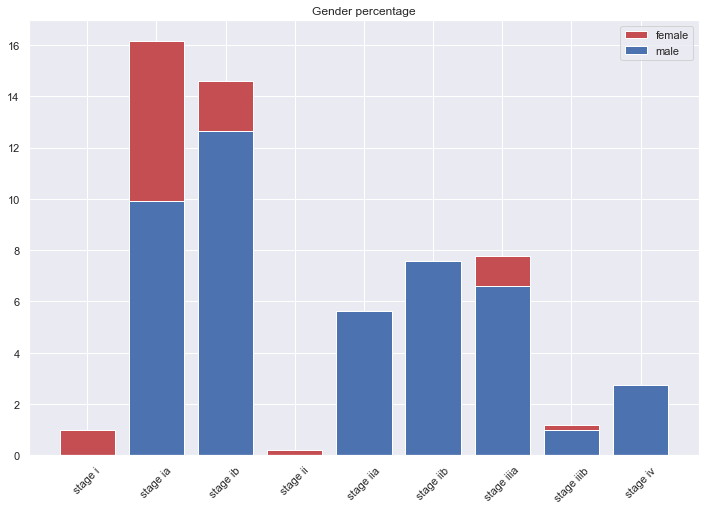 Gender percentage
female
male
16
14
12
10
8
6
4
2
0
stage i
stage ia
stage ib
stage ii
stage iia
stage iib
stage iiia
stage iiib
stage iv